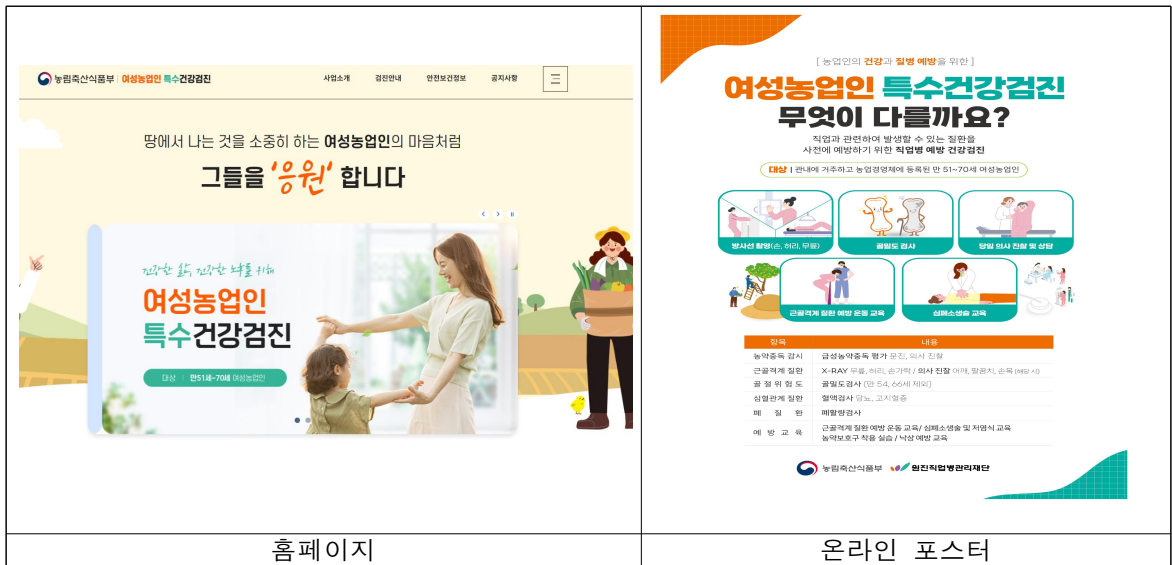 농림축산식품부 여성농업인 특수건강검진
사업소개 검진안내 안전보건정보 공지사항
땅에서 나는 것을 소중히 하는 여성농업인의 마음처럼
그들을 '응원' 합니다
건강한 삶, 건강한 노후를 위해
여성농업인
특수건강검진
대상 | 만51세~70세 여성농업인
홈페이지
[ 농업인의 건강과 질병 예방을 위한 ]
여성농업인 특수건강검진
무엇이 다를까요?
직업과 관련하여 발생할 수 있는 질환을
사전에 예방하기 위한 직업병 예방 건강검진
대상 | 관내에 거주하고 농업경영체에 등록된 만 51~70세 여성농업인
방사선 촬영(손, 허리, 무릎)
골밀도 검사
당일 의사 진찰 및 상담
근골격계 질환 예방 운동 교육
심폐소생술 교육
항목 내용
농약중독 감시 급성농약중독 평가 문진, 의사 진찰
근골격계 질환 X-RAY 무릎, 허리, 손가락 / 의사 진찰 어깨, 팔꿈치, 손목 (해당 시)
골절위험도 골밀도검사 (만 54, 66세 제외)
심혈관계 질환 혈액검사 당뇨, 고지혈증
폐 질 환 폐활량검사
예 방 교 육 근골격계 질환 예방 운동 교육/ 심폐소생술 및 저염식 교육
농약보호구 착용 실습 / 낙상 예방 교육
농림축산식품부 원진직업병관리재단
온라인 포스터